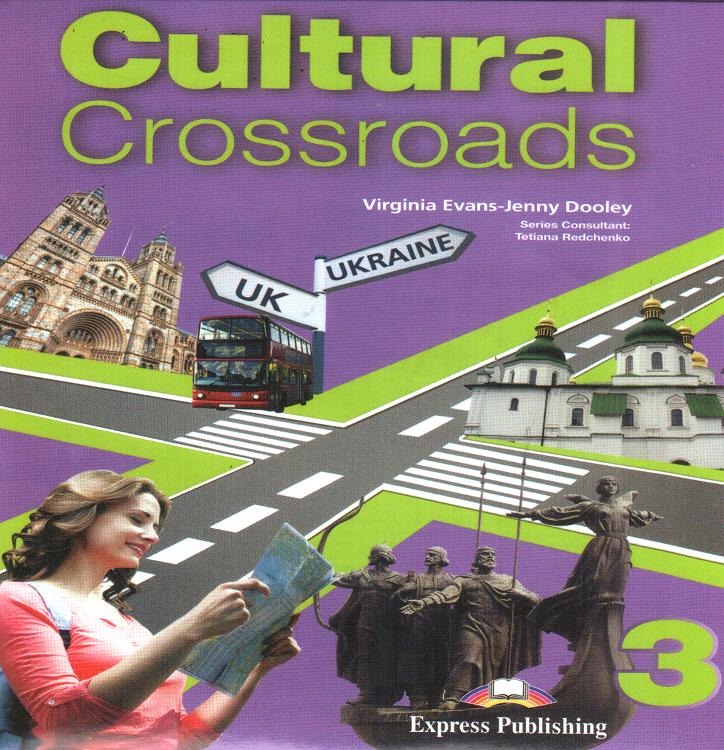 Cultural
Crossroads
Virginia Evans-Jenny Dooley
Series Consultant:
Tetiana Redchenko
UKRAINE
UK
3
Express Publishing